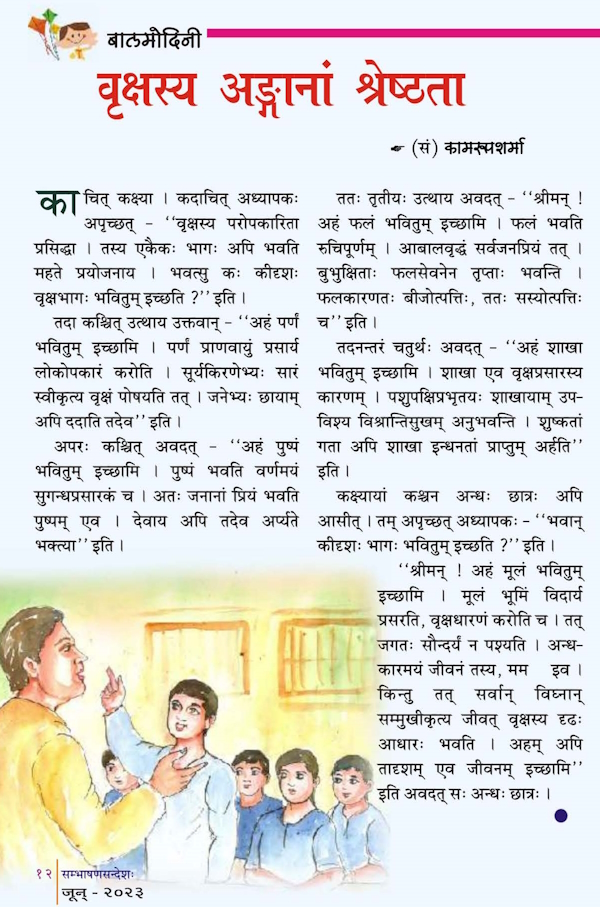 बालमोदिनी
वृक्षस्य अङ्गानां श्रेष्ठता
☛ (सं) कामरूपशर्मा
काचित् कक्ष्या । कदाचित् अध्यापकः
अपृच्छत् – ‘‘वृक्षस्य परोपकारिता
प्रसिद्धा । तस्य एकैकः भागः अपि भवति
महते प्रयोजनाय । भवत्सु कः कीदृशः
वृक्षभागः भवितुम् इच्छति ?’’ इति ।
तदा कश्चित् उत्थाय उक्तवान् – ‘‘अहं पर्णं
भवितुम् इच्छामि । पर्णं प्राणवायुं प्रसार्य
लोकोपकारं करोति । सूर्यकिरणेभ्यः सारं
स्वीकृत्य वृक्षं पोषयति तत् । जनेभ्यः छायाम्
अपि ददाति तदेव’’ इति ।
अपरः कश्चित् अवदत् – ‘‘अहं पुष्पं
भवितुम् इच्छामि । पुष्पं भवति वर्णमयं
सुगन्धप्रसारकं च । अतः जनानां प्रियं भवति
पुष्पम् एव । देवाय अपि तदेव अर्प्यते
भक्त्या’’ इति ।
ततः तृतीयः उत्थाय अवदत् – ‘‘श्रीमन् !
अहं फलं भवितुम् इच्छामि । फलं भवति
रुचिपूर्णम् । आबालवृद्धं सर्वजनप्रियं तत् ।
बुभुक्षिताः फलसेवनेन तृप्ताः भवन्ति ।
फलकारणतः बीजोत्पत्तिः, ततः सस्योत्पत्तिः
च’’ इति ।
तदनन्तरं चतुर्थः अवदत् – ‘‘अहं शाखा
भवितुम् इच्छामि । शाखा एव वृक्षप्रसारस्य
कारणम् । पशुपक्षिप्रभृतयः शाखायाम् उप-
विश्य विश्रान्तिसुखम् अनुभवन्ति । शुष्कतां
गता अपि शाखा इन्धनतां प्राप्तुम् अर्हति’’
इति ।
कक्ष्यायां कश्चन अन्धः छात्रः अपि
आसीत् । तम् अपृच्छत् अध्यापकः – ‘‘भवान्
कीदृशः भागः भवितुम् इच्छति ?’’ इति ।
‘‘श्रीमन् ! अहं मूलं भवितुम्
इच्छामि । मूलं भूमिं विदार्य
प्रसरति, वृक्षधारणं करोति च । तत्
जगतः सौन्दर्यं न पश्यति । अन्ध-
कारमयं जीवनं तस्य, मम इव ।
किन्तु तत् सर्वान् विघ्नान्
सम्मुखीकृत्य जीवत् वृक्षस्य दृढः
आधारः भवति । अहम् अपि
तादृशम् एव जीवनम् इच्छामि’’
इति अवदत् सः अन्धः छात्रः ।
१२ सम्भाषणसन्देशः
जून् - २०२३